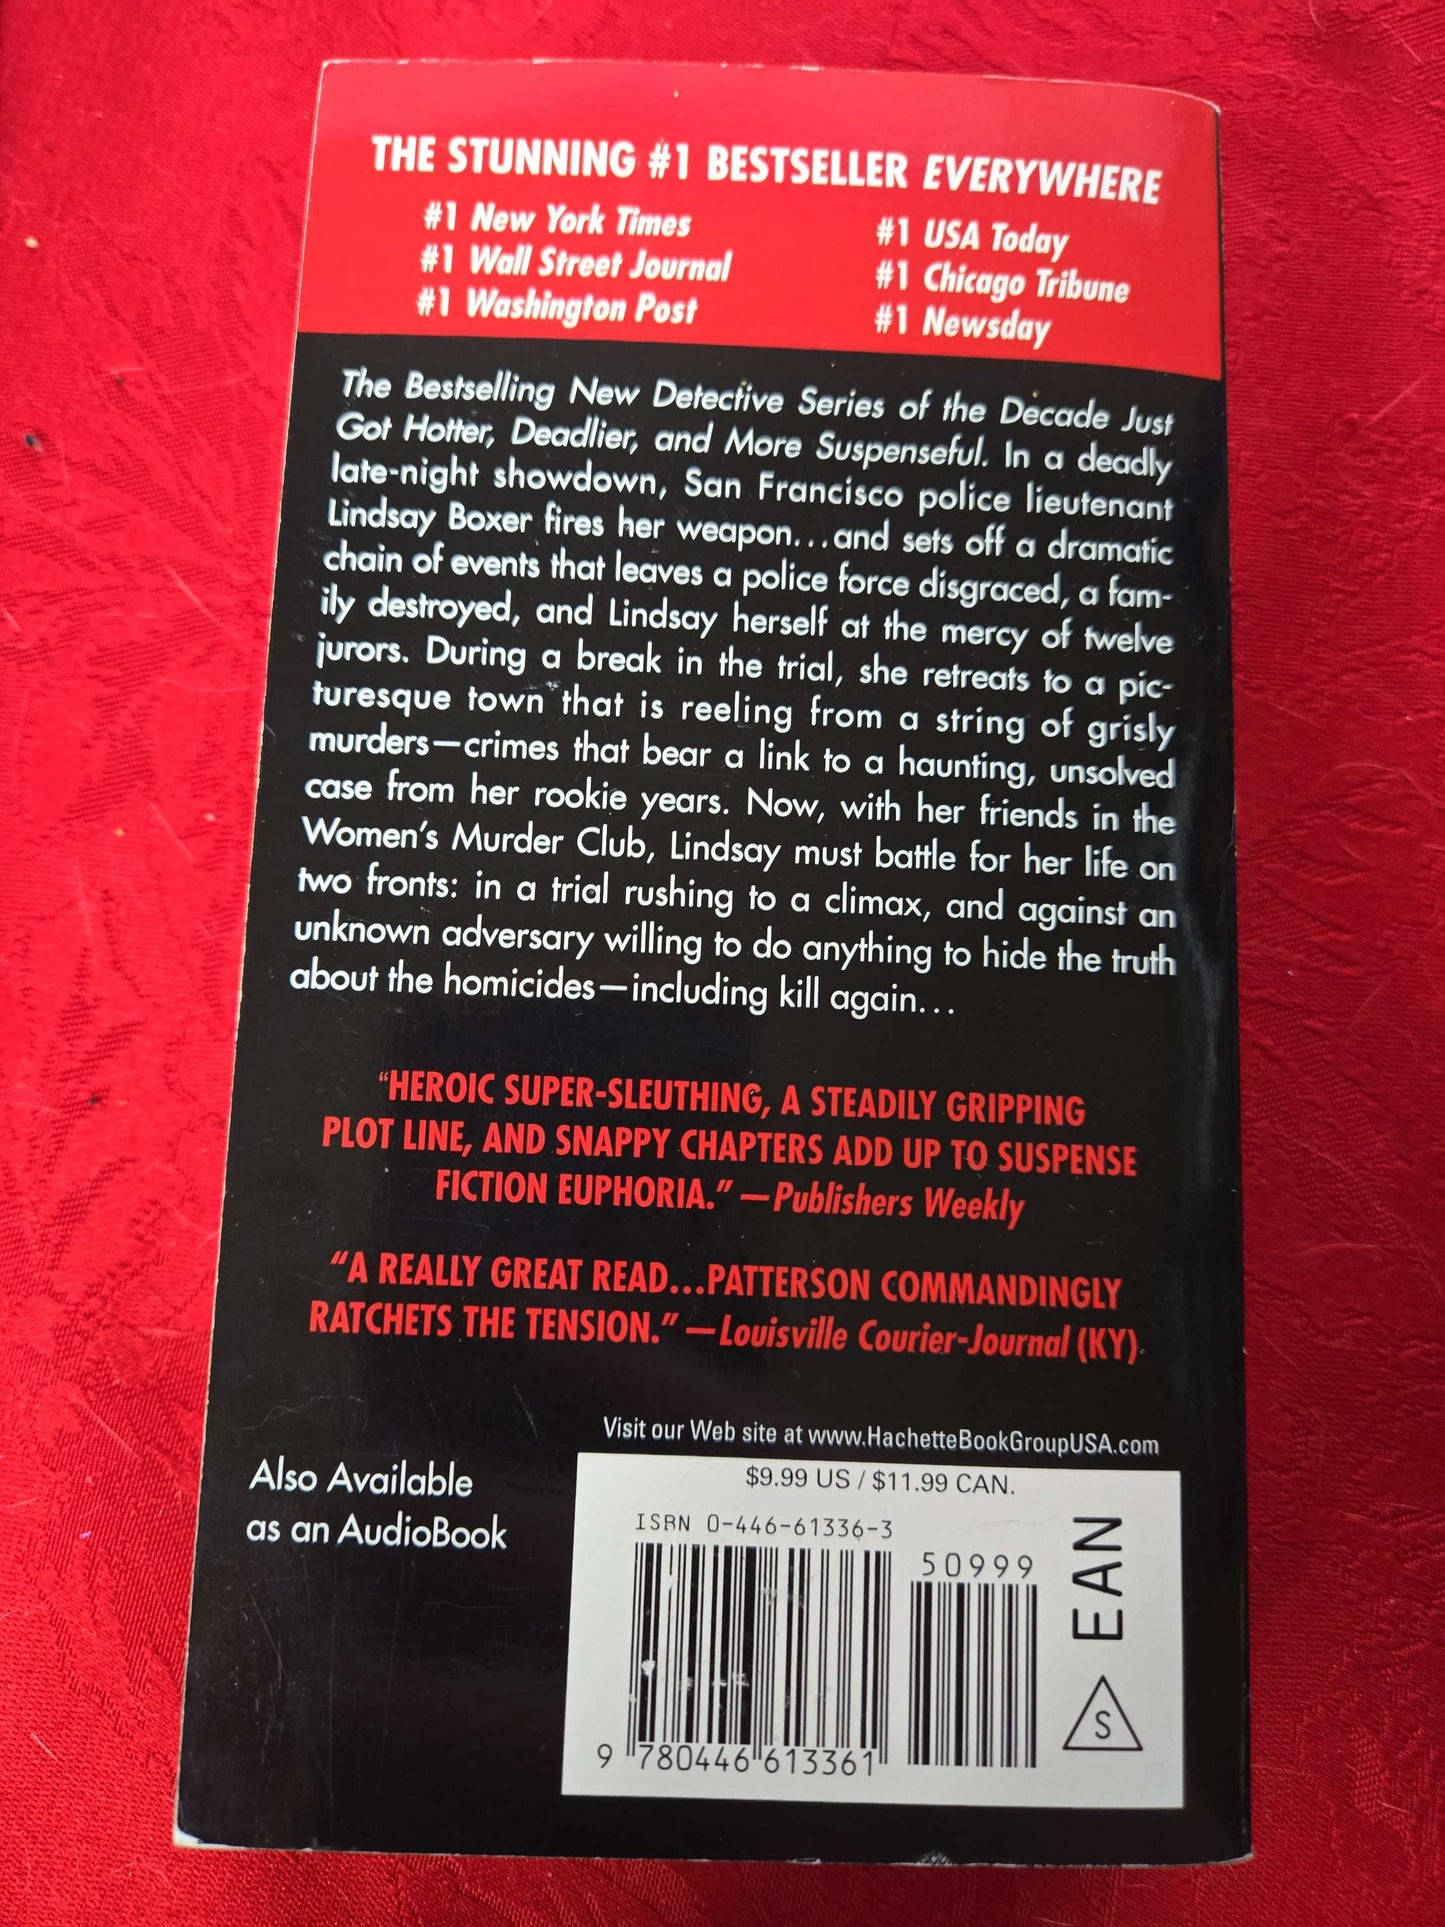 THE STUNNING #1 BESTSELLER EVERYWHERE
#1 New York Times
#1 Wall Street Journal
#1 Washington Post
#1 USA Today
#1 Chicago Tribune
#1 Newsday
The Bestselling New Detective Series of the Decade Just
Got Hotter, Deadlier, and More Suspenseful. In a deadly
late-night showdown, San Francisco police lieutenant
Lindsay Boxer fires her weapon...and sets off a dramatic
chain of events that leaves a police force disgraced, a fam-
ily destroyed, and Lindsay herself at the mercy of twelve
jurors. During a break in the trial, she retreats to a pic-
turesque town that is reeling from a string of grisly
murders—crimes that bear a link to a haunting, unsolved
case from her rookie years. Now, with her friends in the
Women's Murder Club, Lindsay must battle for her life on
two fronts: in a trial rushing to a climax, and against an
unknown adversary willing to do anything to hide the truth
about the homicides—including kill again...
"HEROIC SUPER-SLEUTHING, A STEADILY GRIPPING
PLOT LINE, AND SNAPPY CHAPTERS ADD UP TO SUSPENSE
FICTION EUPHORIA." —Publishers Weekly
"A REALLY GREAT READ...PATTERSON COMMANDINGLY
RATCHETS THE TENSION." —Louisville Courier-Journal (KY)
Visit our Web site at www.HachetteBookGroupUSA.com
Also Available
as an AudioBook
$9.99 US / $11.99 CAN.
ISBN 0-446-61336-3
50999
EAN
S
9 780446 613361